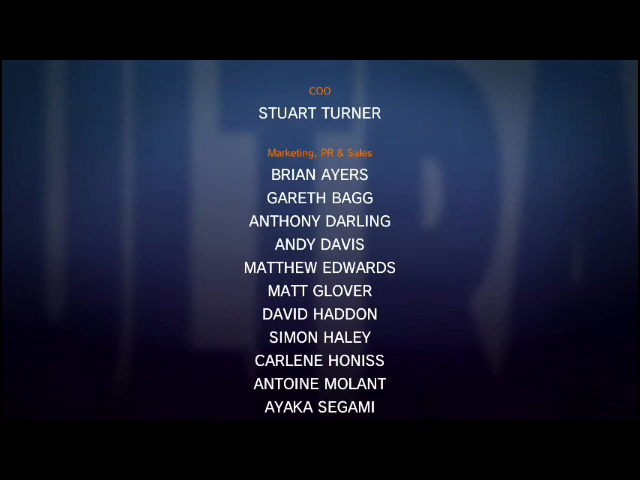 COO
STUART TURNER
Marketing, PR & Sales
BRIAN AYERS
GARETH BAGG
ANTHONY DARLING
ANDY DAVIS
MATTHEW EDWARDS
MATT GLOVER
DAVID HADDON
SIMON HALEY
CARLENE HONISS
ANTOINE MOLANT
AYAKA SEGAMI